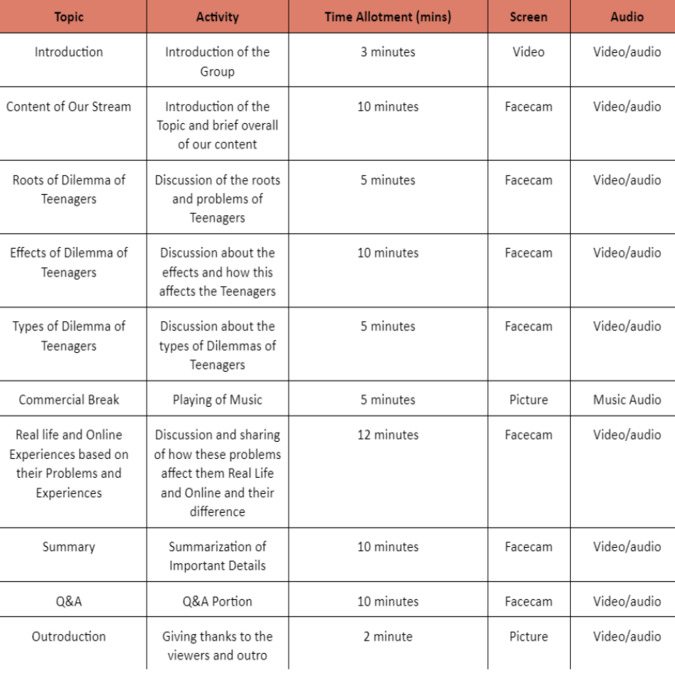 Topic Activity Time Allotment (mins) Screen Audio
Introduction Introduction of the 3 minutes Video Video/audio
Group
Content of Our Stream Introduction of the 10 minutes Facecam Video/audio
Topic and brief overall
of our content
Roots of Dilemma of Discussion of the roots 5 minutes Facecam Video/audio
Teenagers and problems of
Teenagers
Effects of Dilemma of Discussion about the 10 minutes Facecam Video/audio
Teenagers effects and how this
affects the Teenagers
Types of Dilemma of Discussion about the 5 minutes Facecam Video/audio
Teenagers types of Dilemmas of
Teenagers
Commercial Break Playing of Music 5 minutes Picture Music Audio
Real life and Online Discussion and sharing 12 minutes Facecam Video/audio
Experiences based on of how these problems
their Problems and affect them Real Life
Experiences and Online and their
difference
Summary Summarization of 10 minutes Facecam Video/audio
Important Details
Q&A Q&A Portion 10 minutes Facecam Video/audio
Outroduction Giving thanks to the 2 minute Picture Video/audio
viewers and outro